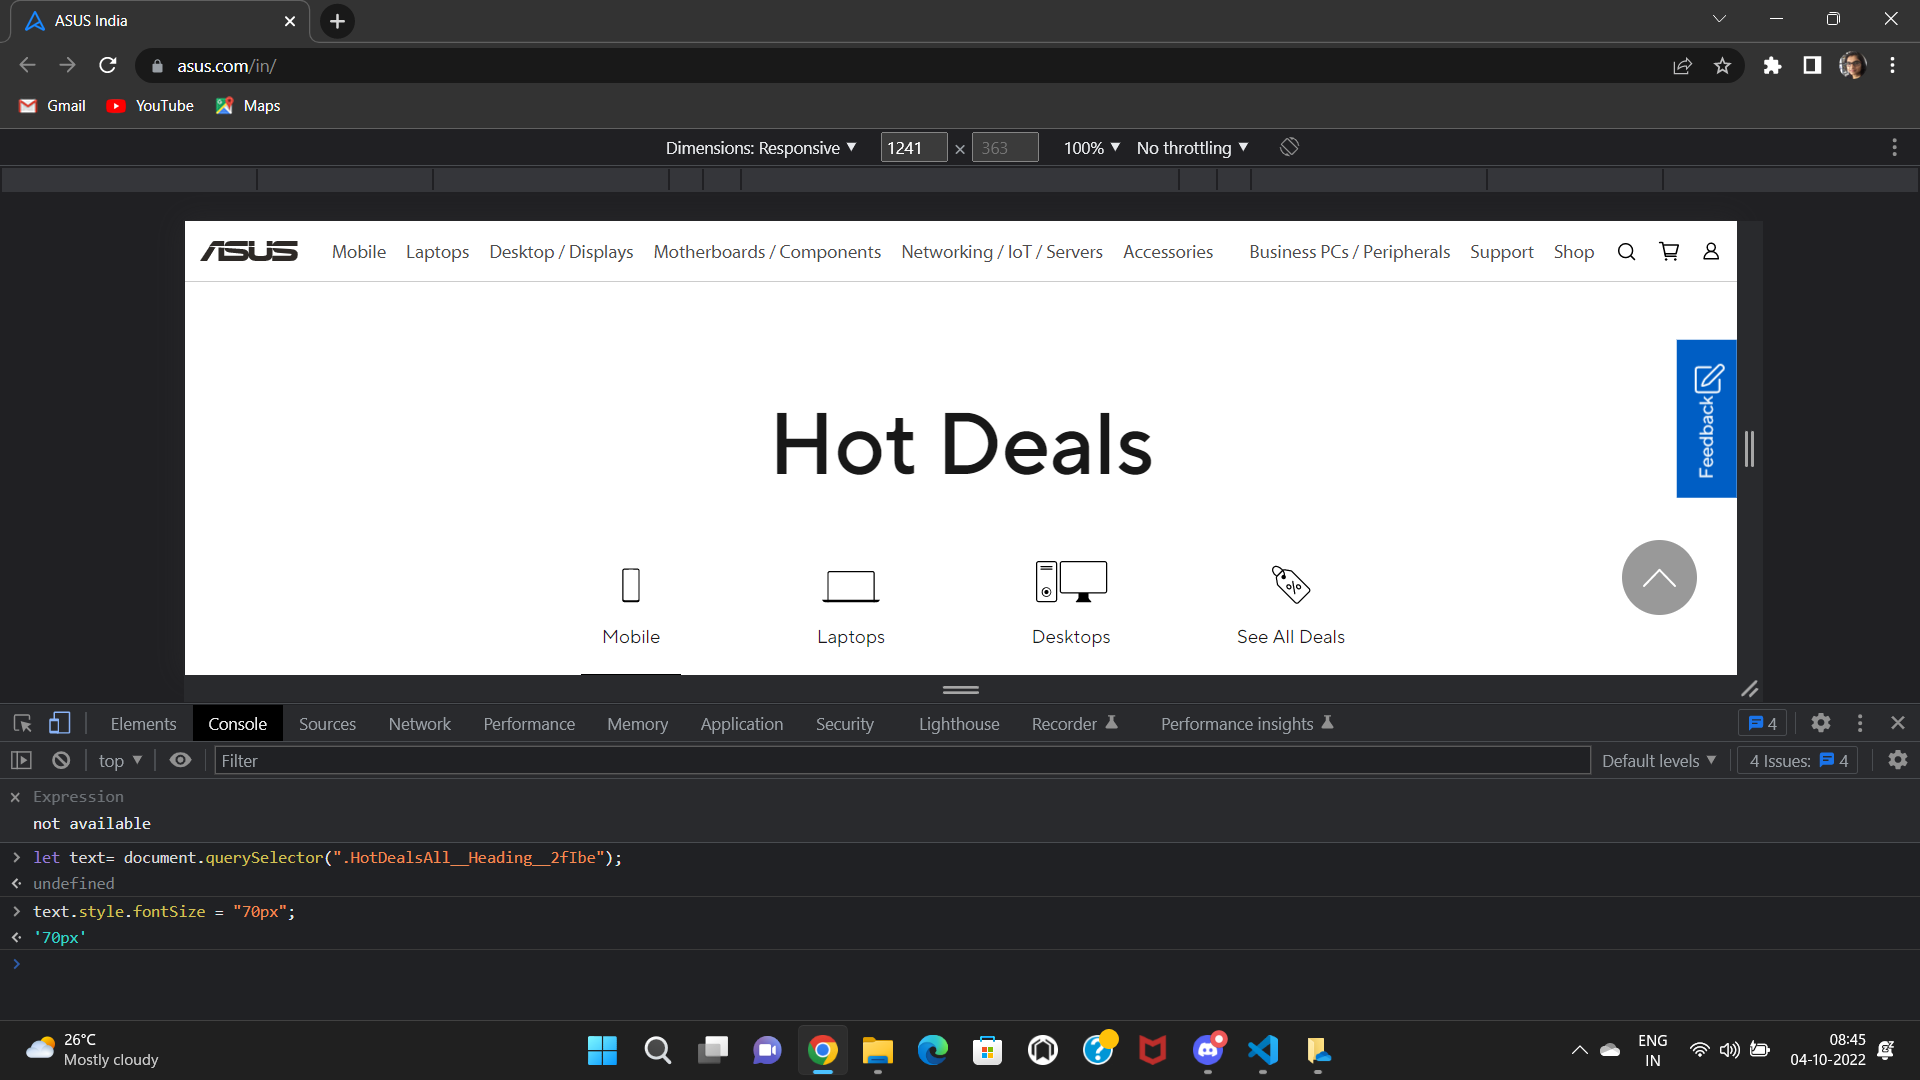 ASUS India
asus.com/in/
Gmail YouTube Maps
Dimensions: Responsive ▼ 1241 × 363 100% ▼ No throttling ▼
ASUS Mobile Laptops Desktop / Displays Motherboards / Components Networking / IoT / Servers Accessories Business PCs / Peripherals Support Shop
Hot Deals
Feedback
Mobile Laptops Desktops See All Deals
Elements Console Sources Network Performance Memory Application Security Lighthouse Recorder Performance insights 4
top ▼ Filter Default levels ▼ 4 Issues: 4
Expression
not available
let text= document.querySelector(".HotDealsAll__Heading__2fIbe");
undefined
text.style.fontSize = "70px";
'70px'
26°C
Mostly cloudy
ENG
IN
08:45
04-10-2022